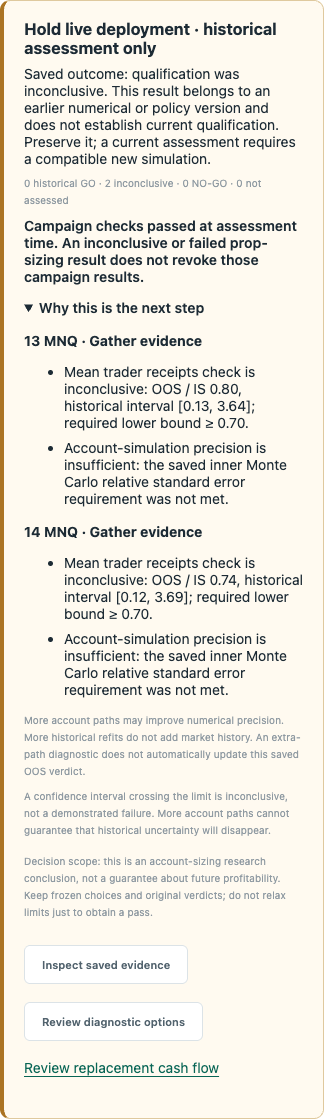 Hold live deployment · historical
assessment only
Saved outcome: qualification was
inconclusive. This result belongs to an
earlier numerical or policy version and
does not establish current qualification.
Preserve it; a current assessment requires
a compatible new simulation.
0 historical GO · 2 inconclusive · 0 NO-GO · 0 not
assessed
Campaign checks passed at assessment
time. An inconclusive or failed prop-
sizing result does not revoke those
campaign results.
▼ Why this is the next step
13 MNQ · Gather evidence
• Mean trader receipts check is
inconclusive: OOS / IS 0.80,
historical interval [0.13, 3.64];
required lower bound ≥ 0.70.
• Account-simulation precision is
insufficient: the saved inner Monte
Carlo relative standard error
requirement was not met.
14 MNQ · Gather evidence
• Mean trader receipts check is
inconclusive: OOS / IS 0.74, historical
interval [0.12, 3.69]; required lower
bound ≥ 0.70.
• Account-simulation precision is
insufficient: the saved inner Monte
Carlo relative standard error
requirement was not met.
More account paths may improve numerical precision.
More historical refits do not add market history. An extra-
path diagnostic does not automatically update this saved
OOS verdict.
A confidence interval crossing the limit is inconclusive,
not a demonstrated failure. More account paths cannot
guarantee that historical uncertainty will disappear.
Decision scope: this is an account-sizing research
conclusion, not a guarantee about future profitability.
Keep frozen choices and original verdicts; do not relax
limits just to obtain a pass.
Inspect saved evidence
Review diagnostic options
Review replacement cash flow